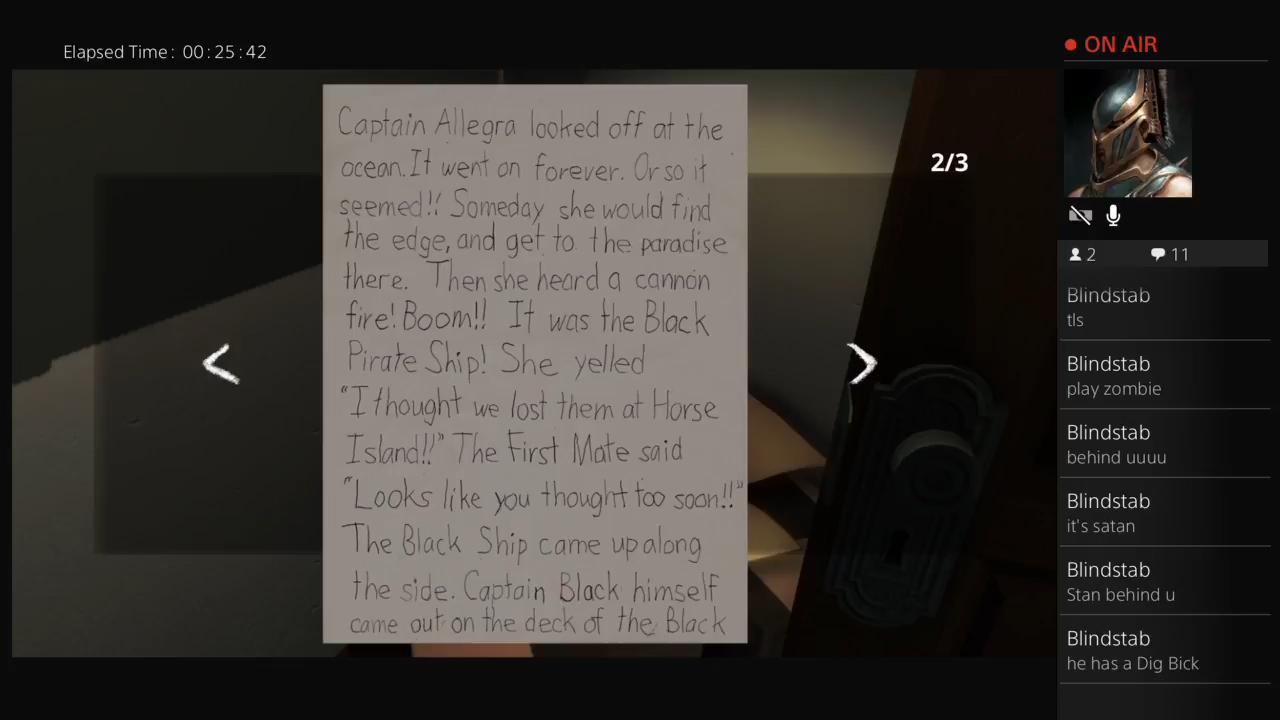 Elapsed Time: 00:25:42
ON AIR
Captain Allegra looked off at the
ocean. It went on forever. Or so it
seemed!! Someday she would find
the edge, and get to the paradise
there. Then she heard a cannon
fire! Boom!! It was the Black
Pirate Ship! She yelled
"I thought we lost them at Horse
Island!!" The First Mate said
"Looks like you thought too soon!!"
The Black Ship came up along
the side. Captain Black himself
came out on the deck of the Black
2/3
2
11
Blindstab
tls
Blindstab
play zombie
Blindstab
behind uuuu
Blindstab
it's satan
Blindstab
Stan behind u
Blindstab
he has a Dig Bick